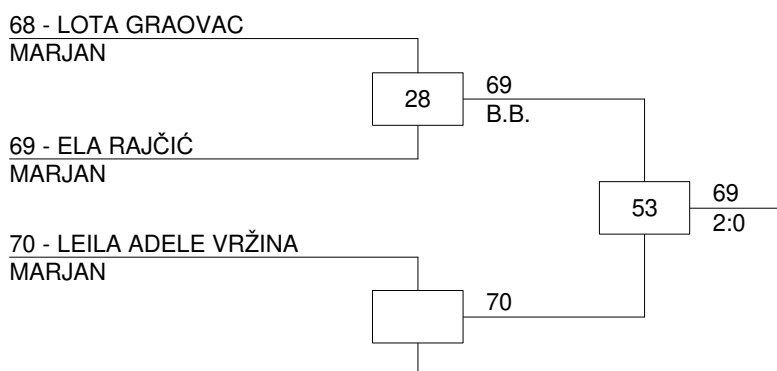 68 - LOTA GRAOVAC
MARJAN
28
69
B.B.
69 - ELA RAJČIĆ
MARJAN
53
69
2:0
70 - LEILA ADELE VRŽINA
MARJAN
70